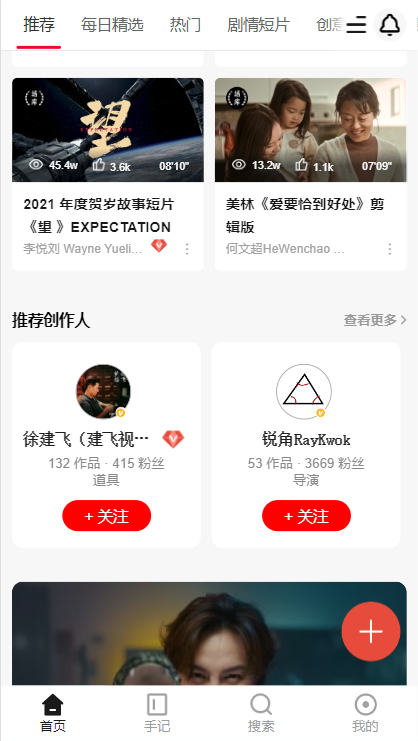 推荐 每日精选 热门 剧情短片 创意
场库
望
EXPECTATION
45.4w 3.6k 08'10"
场库
13.2w 1.1k 07'09"
2021 年度贺岁故事短片
《望 》EXPECTATION
李悦刘 Wayne Yueli…
美林《爱要恰到好处》剪
辑版
何文超HeWenchao …
推荐创作人
查看更多
徐建飞（建飞视…
132 作品 · 415 粉丝
道具
+ 关注
锐角RayKwok
53 作品 · 3669 粉丝
导演
+ 关注
首页 手记 搜索 我的